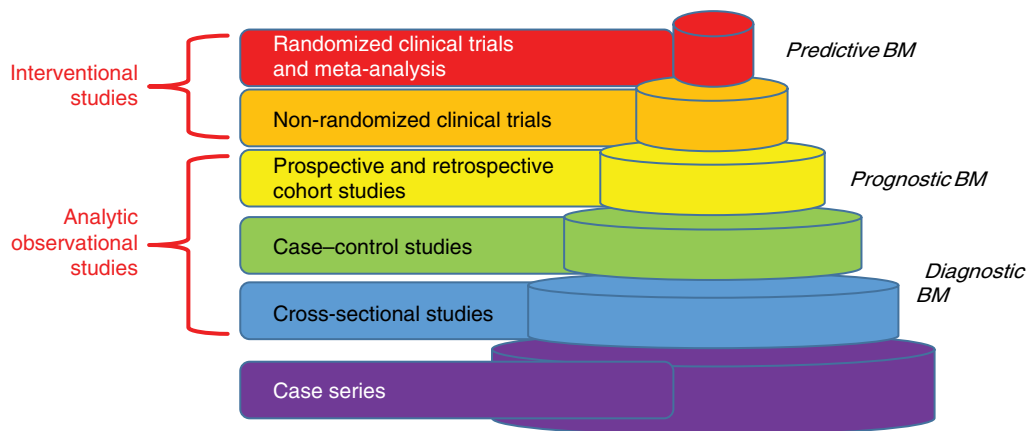 Interventional
studies
Analytic
observational
studies
Randomized clinical trials
and meta-analysis
Non-randomized clinical trials
Prospective and retrospective
cohort studies
Case–control studies
Cross-sectional studies
Case series
Predictive BM
Prognostic BM
Diagnostic
BM